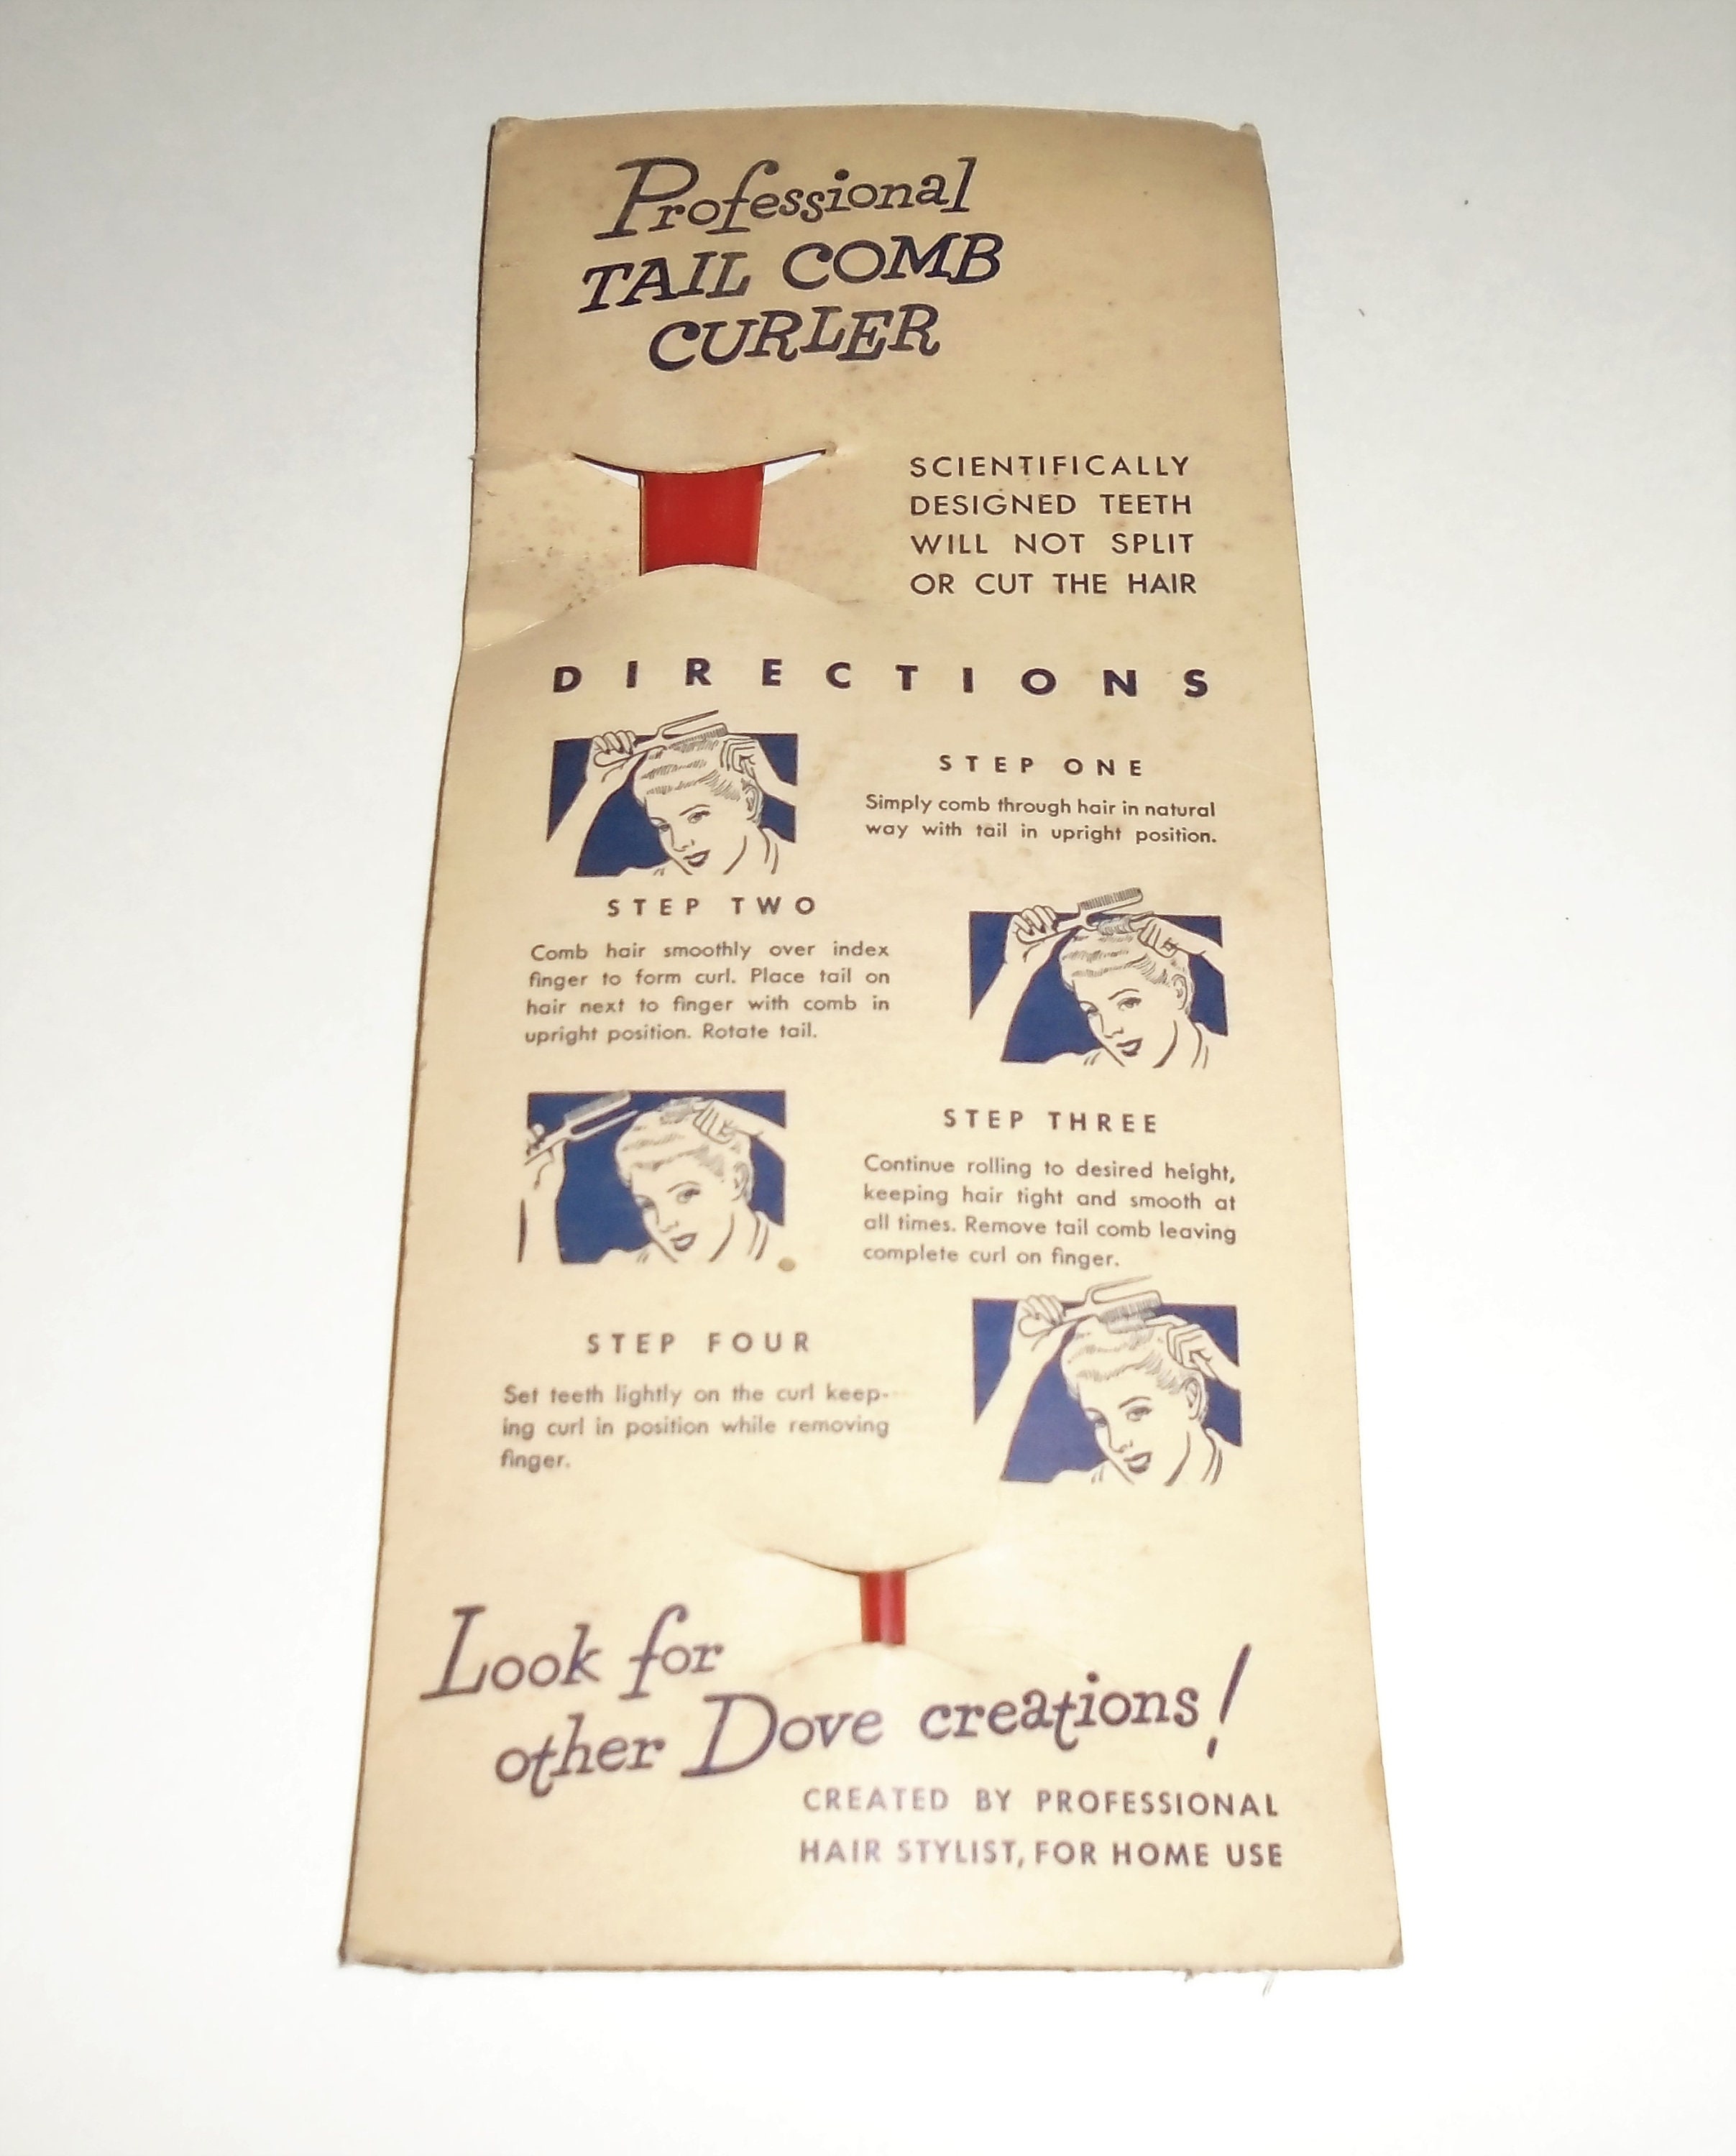 Professional
TAIL COMB
CURLER
SCIENTIFICALLY
DESIGNED TEETH
WILL NOT SPLIT
OR CUT THE HAIR
DIRECTIONS
STEP ONE
Simply comb through hair in natural
way with tail in upright position.
STEP TWO
Comb hair smoothly over index
finger to form curl. Place tail on
hair next to finger with comb in
upright position. Rotate tail.
STEP THREE
Continue rolling to desired height,
keeping hair tight and smooth at
all times. Remove tail comb leaving
complete curl on finger.
STEP FOUR
Set teeth lightly on the curl keep-
ing curl in position while removing
finger.
Look for
other Dove creations!
CREATED BY PROFESSIONAL
HAIR STYLIST, FOR HOME USE